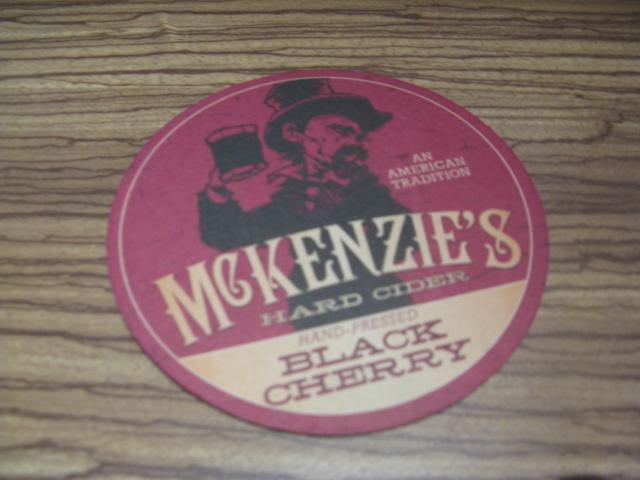 AN
AMERICAN
TRADITION
McKENZIE'S
HARD CIDER
HAND-PRESSED
BLACK
CHERRY